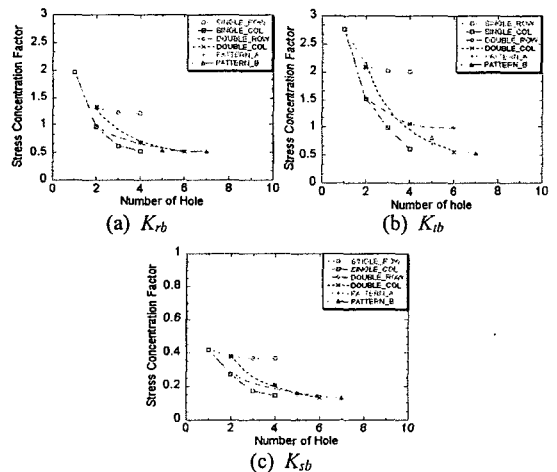 Stress Concentration Factor
3
2.5
2
1.5
1
0.5
0
0 2 4 6 8 10
Number of Hole
SINGLE_ROW
SINGLE_COL
DOUBLE_ROW
DOUBLE_COL
PATTERN_A
PATTERN_B
(a) Krb
Stress Concentration Factor
3
2.5
2
1.5
1
0.5
0
0 2 4 6 8 10
Number of hole
SINGLE_ROW
SINGLE_COL
DOUBLE_ROW
DOUBLE_COL
PATTERN_A
PATTERN_B
(b) Ktb
Stress Concentration Factor
1
0.8
0.6
0.4
0.2
0
0 2 4 6 8 10
Number of Hole
SINGLE_ROW
SINGLE_COL
DOUBLE_ROW
DOUBLE_COL
PATTERN_A
PATTERN_B
(c) Ksb